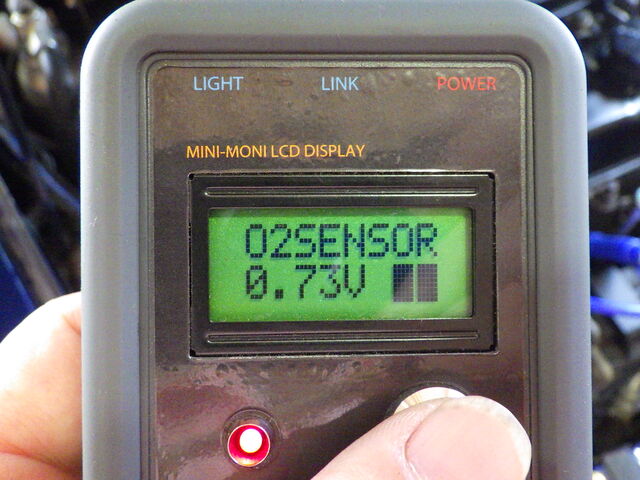 LIGHT LINK POWER
MINI-MONI LCD DISPLAY
O2SENSOR
0.73V